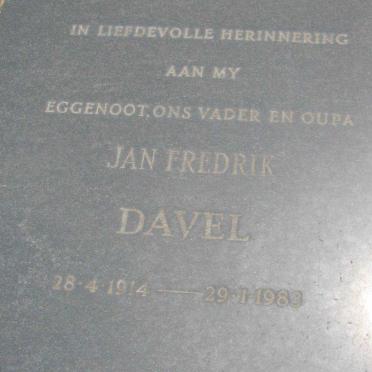 IN LIEFDEVOLLE HERINNERING
AAN MY
EGGENOOT, ONS VADER EN OUPA
JAN FREDRIK
DAVEL
28·4·1914 — 29·1·1983